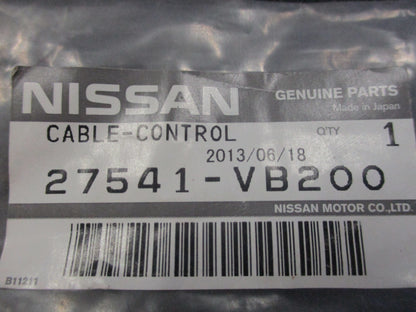 NISSAN
GENUINE PARTS
Made in Japan
CABLE-CONTROL QTY 1
2013/06/18
27541-VB200
NISSAN MOTOR CO.,LTD.
B11211